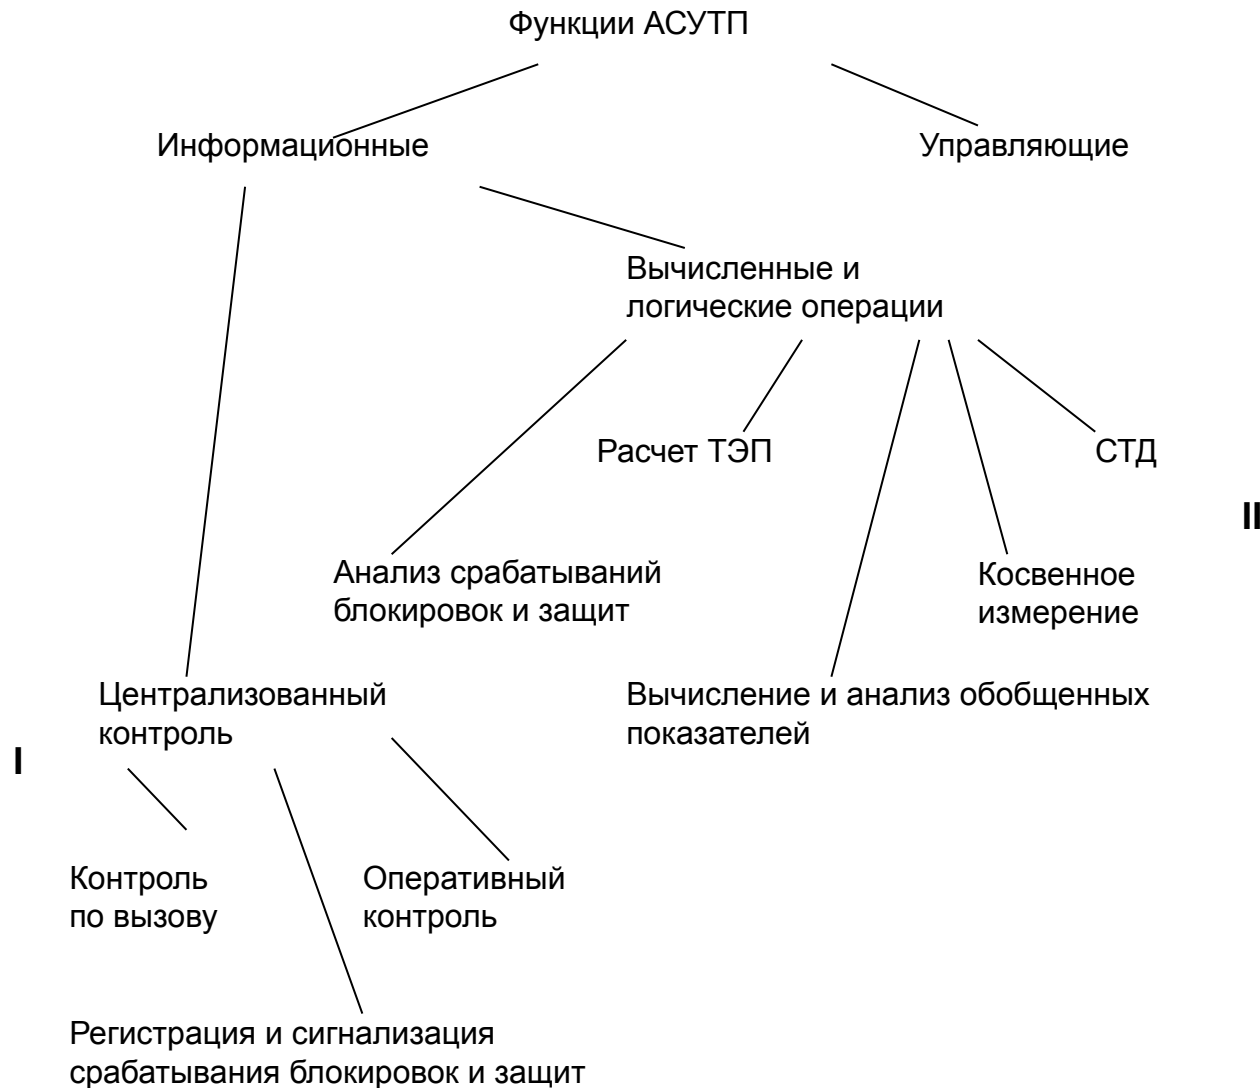 Функции АСУТП
Информационные
Управляющие
Вычисленные и
логические операции
Расчет ТЭП
СТД
II
Анализ срабатываний
блокировок и защит
Косвенное
измерение
Централизованный
контроль
Вычисление и анализ обобщенных
показателей
I
Контроль
по вызову
Оперативный
контроль
Регистрация и сигнализация
срабатывания блокировок и защит